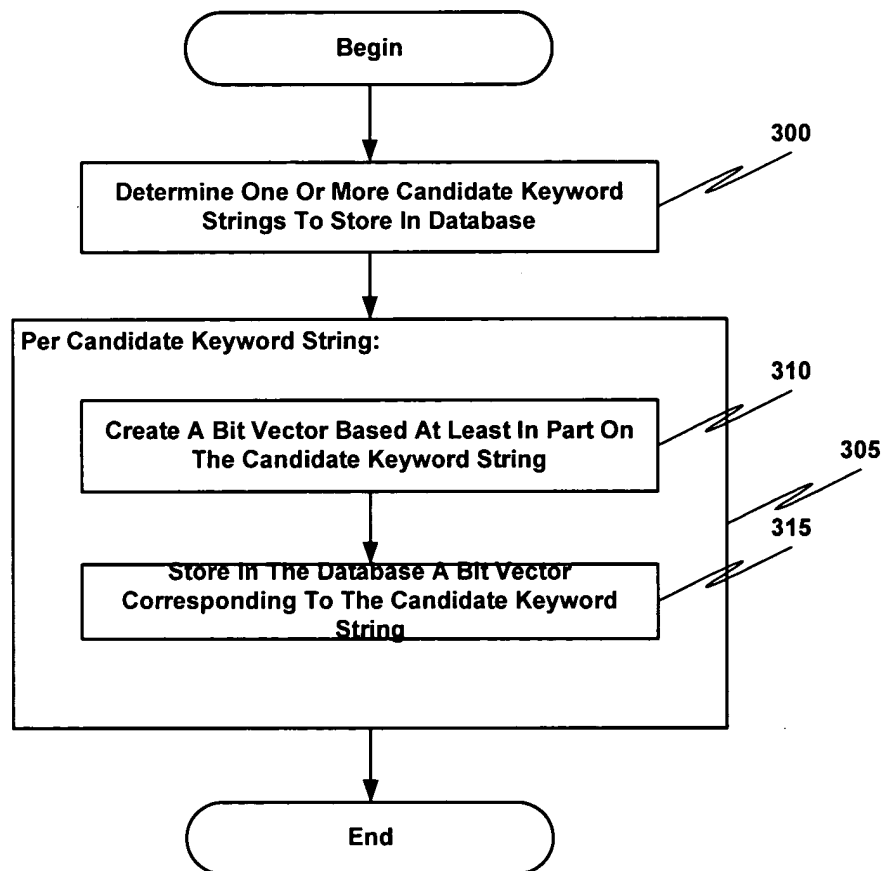 Begin
300
Determine One Or More Candidate Keyword
Strings To Store In Database
Per Candidate Keyword String:
310
Create A Bit Vector Based At Least In Part On
The Candidate Keyword String
305
315
Store In The Database A Bit Vector
Corresponding To The Candidate Keyword
String
End